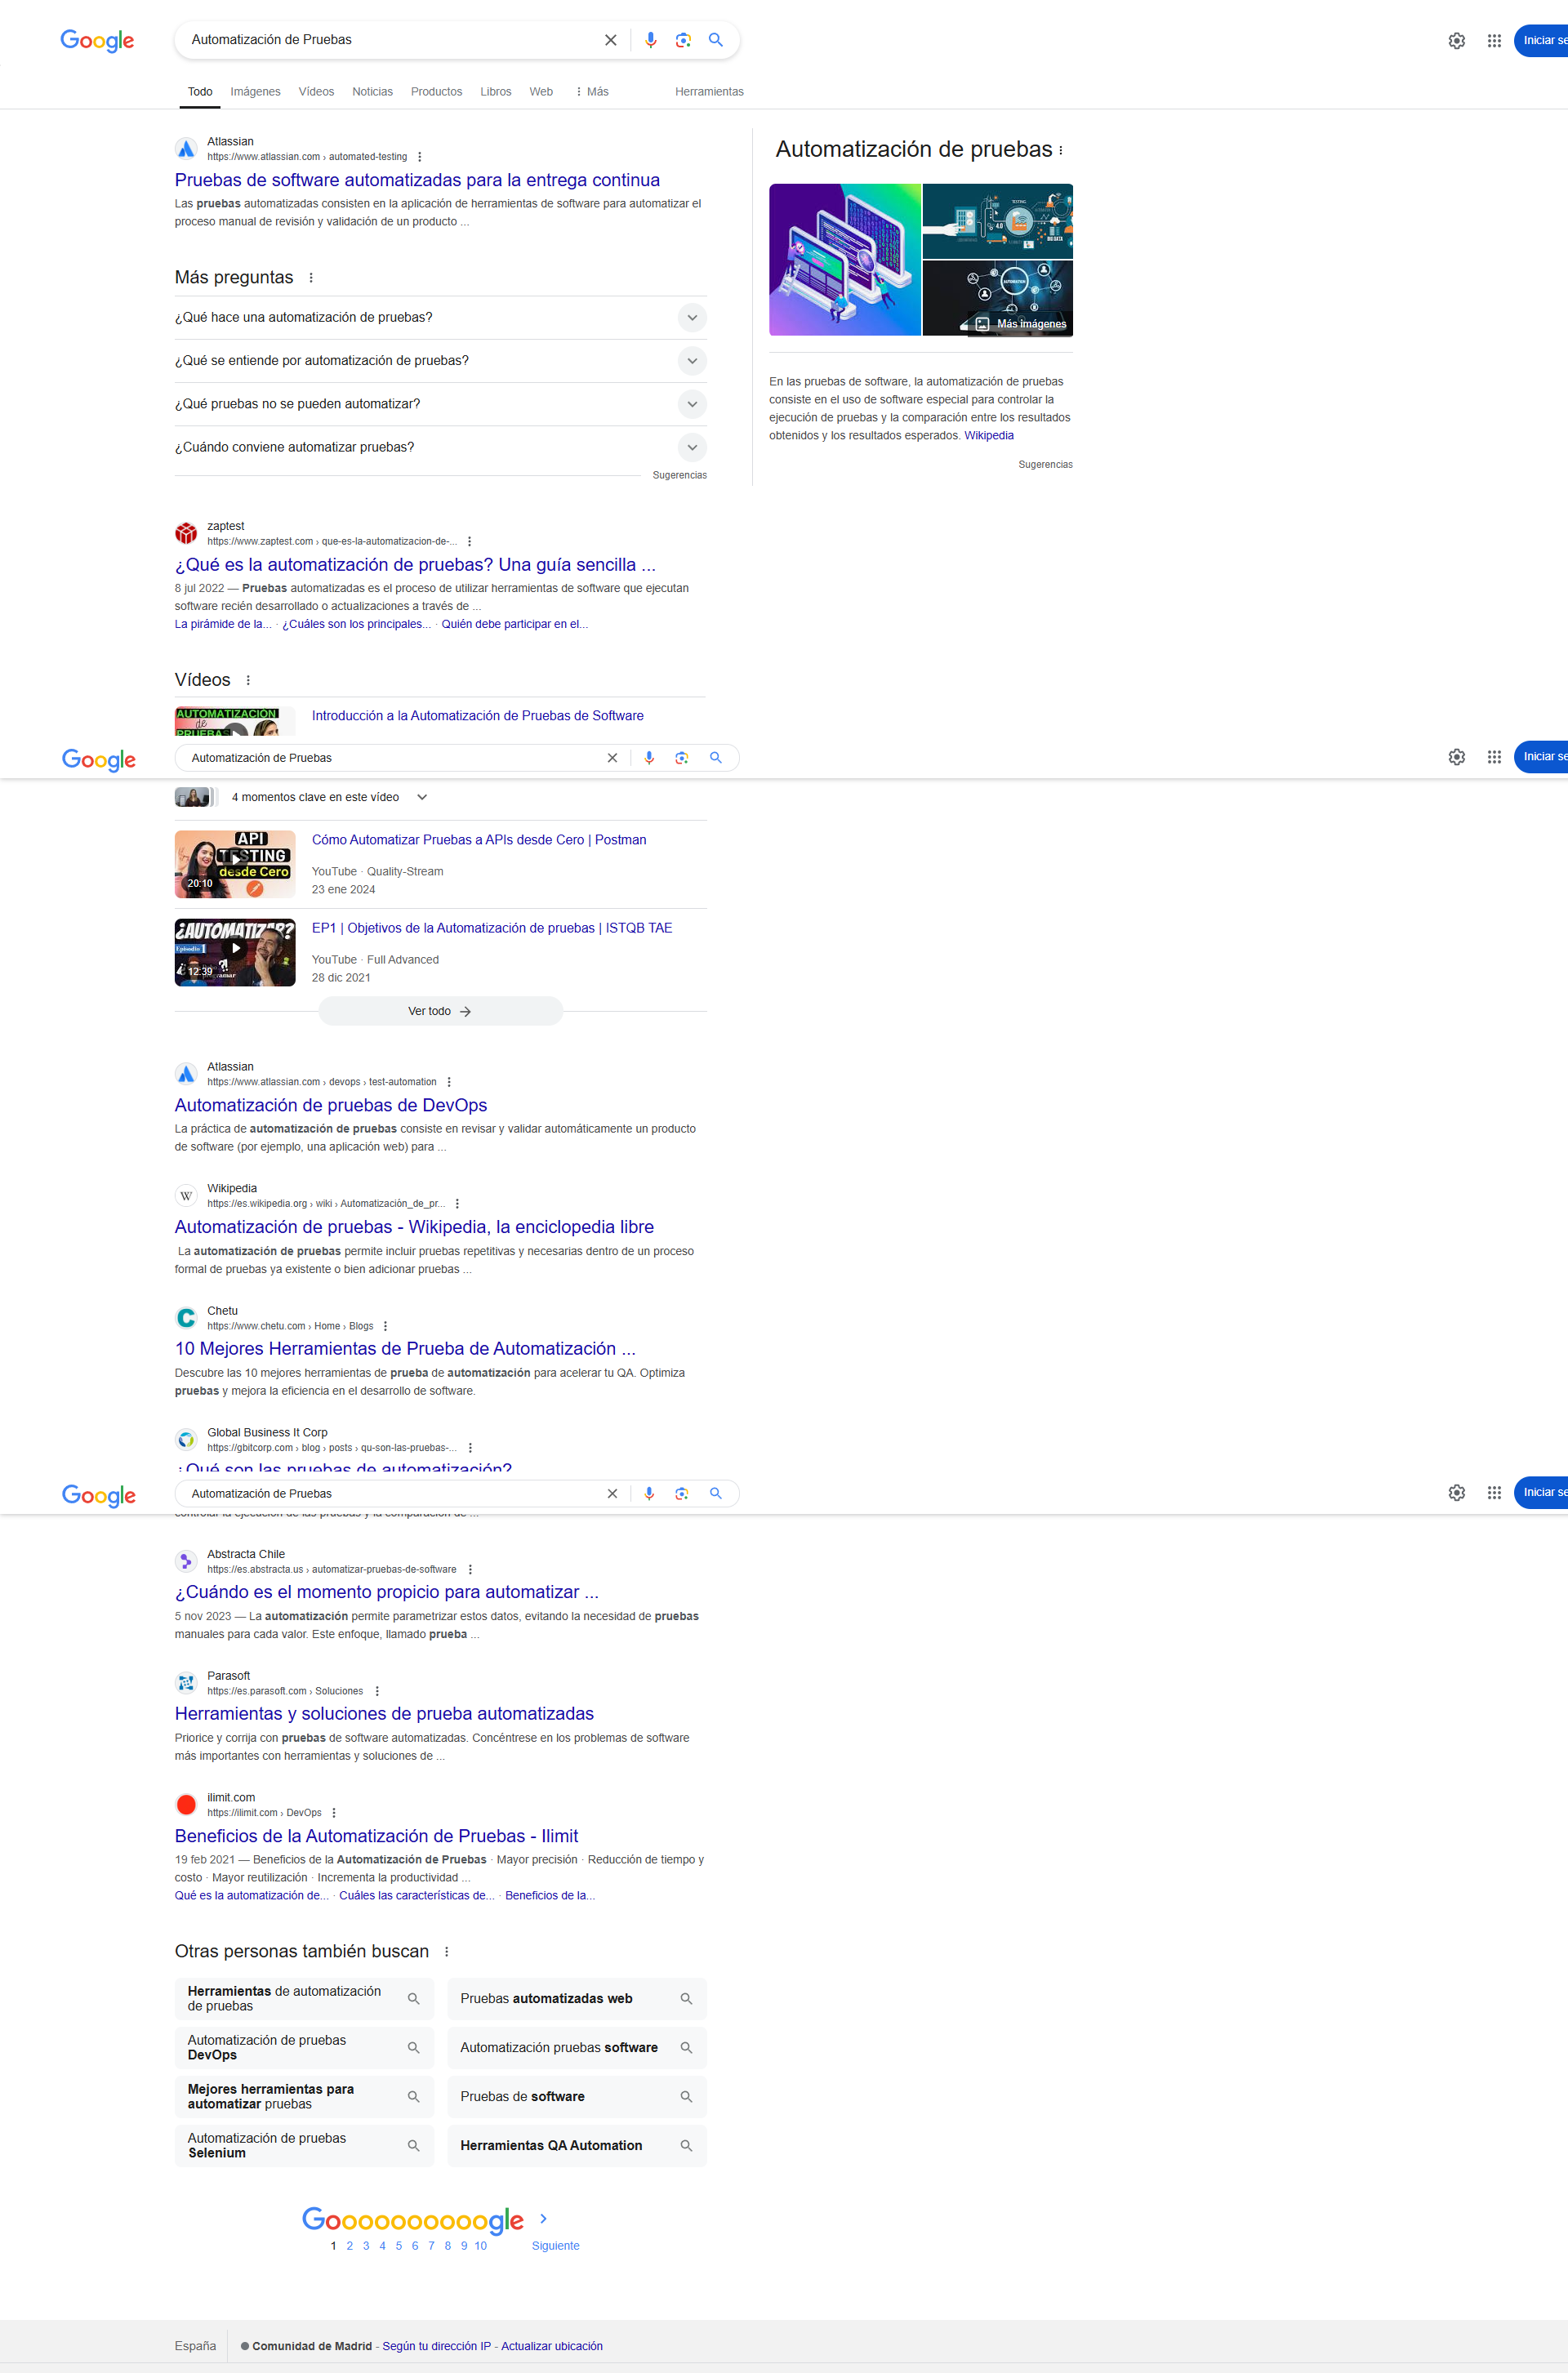 Google
Automatización de Pruebas
Iniciar se
Todo
Imágenes
Vídeos
Noticias
Productos
Libros
Web
Más
Herramientas
Atlassian
https://www.atlassian.com › automated-testing
Pruebas de software automatizadas para la entrega continua
Las pruebas automatizadas consisten en la aplicación de herramientas de software para automatizar el
proceso manual de revisión y validación de un producto ...
Más preguntas
¿Qué hace una automatización de pruebas?
¿Qué se entiende por automatización de pruebas?
¿Qué pruebas no se pueden automatizar?
¿Cuándo conviene automatizar pruebas?
Sugerencias
Automatización de pruebas
TESTING
4.0
BIG DATA
AUTOMATION
Más imágenes
En las pruebas de software, la automatización de pruebas
consiste en el uso de software especial para controlar la
ejecución de pruebas y la comparación entre los resultados
obtenidos y los resultados esperados. Wikipedia
Sugerencias
zaptest
https://www.zaptest.com › que-es-la-automatizacion-de-...
¿Qué es la automatización de pruebas? Una guía sencilla ...
8 jul 2022 — Pruebas automatizadas es el proceso de utilizar herramientas de software que ejecutan
software recién desarrollado o actualizaciones a través de ...
La pirámide de la... · ¿Cuáles son los principales... · Quién debe participar en el...
Vídeos
AUTOMATIZACIÓN
de
PRUEBAS
Introducción a la Automatización de Pruebas de Software
Google
Automatización de Pruebas
Iniciar se
4 momentos clave en este vídeo
API
TESTING
desde Cero
20:10
Cómo Automatizar Pruebas a APIs desde Cero | Postman
YouTube · Quality-Stream
23 ene 2024
¿AUTOMATIZAR?
Episodio 1
12:39
EP1 | Objetivos de la Automatización de pruebas | ISTQB TAE
YouTube · Full Advanced
28 dic 2021
Ver todo
Atlassian
https://www.atlassian.com › devops › test-automation
Automatización de pruebas de DevOps
La práctica de automatización de pruebas consiste en revisar y validar automáticamente un producto
de software (por ejemplo, una aplicación web) para ...
W
Wikipedia
https://es.wikipedia.org › wiki › Automatización_de_pr...
Automatización de pruebas - Wikipedia, la enciclopedia libre
La automatización de pruebas permite incluir pruebas repetitivas y necesarias dentro de un proceso
formal de pruebas ya existente o bien adicionar pruebas ...
C
Chetu
https://www.chetu.com › Home › Blogs
10 Mejores Herramientas de Prueba de Automatización ...
Descubre las 10 mejores herramientas de prueba de automatización para acelerar tu QA. Optimiza
pruebas y mejora la eficiencia en el desarrollo de software.
Global Business It Corp
https://gbitcorp.com › blog › posts › qu-son-las-pruebas-...
¿Qué son las pruebas de automatización?
Google
Automatización de Pruebas
Iniciar se
controlar la ejecución de las pruebas y la comparación de ...
Abstracta Chile
https://es.abstracta.us › automatizar-pruebas-de-software
¿Cuándo es el momento propicio para automatizar ...
5 nov 2023 — La automatización permite parametrizar estos datos, evitando la necesidad de pruebas
manuales para cada valor. Este enfoque, llamado prueba ...
Parasoft
https://es.parasoft.com › Soluciones
Herramientas y soluciones de prueba automatizadas
Priorice y corrija con pruebas de software automatizadas. Concéntrese en los problemas de software
más importantes con herramientas y soluciones de ...
ilimit.com
https://ilimit.com › DevOps
Beneficios de la Automatización de Pruebas - Ilimit
19 feb 2021 — Beneficios de la Automatización de Pruebas · Mayor precisión · Reducción de tiempo y
costo · Mayor reutilización · Incrementa la productividad ...
Qué es la automatización de... · Cuáles las características de... · Beneficios de la...
Otras personas también buscan
Herramientas de automatización
de pruebas
Pruebas automatizadas web
Automatización de pruebas
DevOps
Automatización pruebas software
Mejores herramientas para
automatizar pruebas
Pruebas de software
Automatización de pruebas
Selenium
Herramientas QA Automation
Goooooooooogle
1 2 3 4 5 6 7 8 9 10 Siguiente
España
Comunidad de Madrid - Según tu dirección IP - Actualizar ubicación